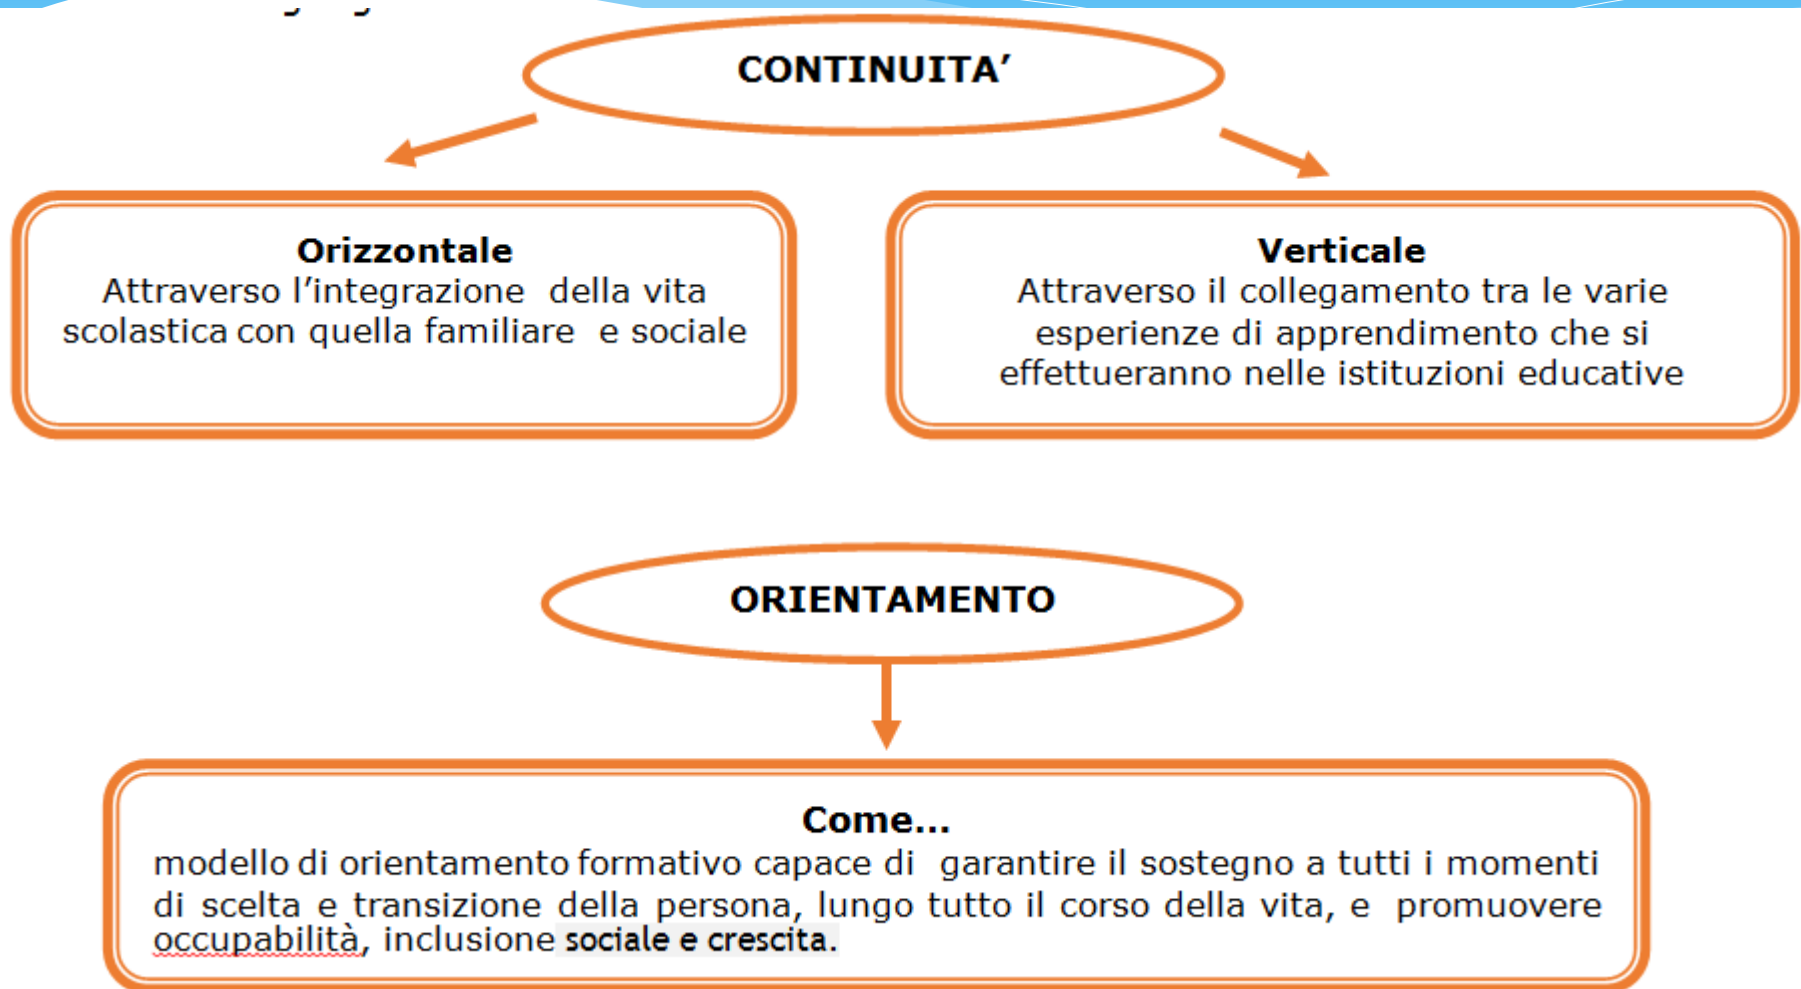 CONTINUITA’
Orizzontale
Attraverso l’integrazione della vita
scolastica con quella familiare e sociale
Verticale
Attraverso il collegamento tra le varie
esperienze di apprendimento che si
effettueranno nelle istituzioni educative
ORIENTAMENTO
Come...
modello di orientamento formativo capace di garantire il sostegno a tutti i momenti
di scelta e transizione della persona, lungo tutto il corso della vita, e promuovere
occupabilità, inclusione sociale e crescita.